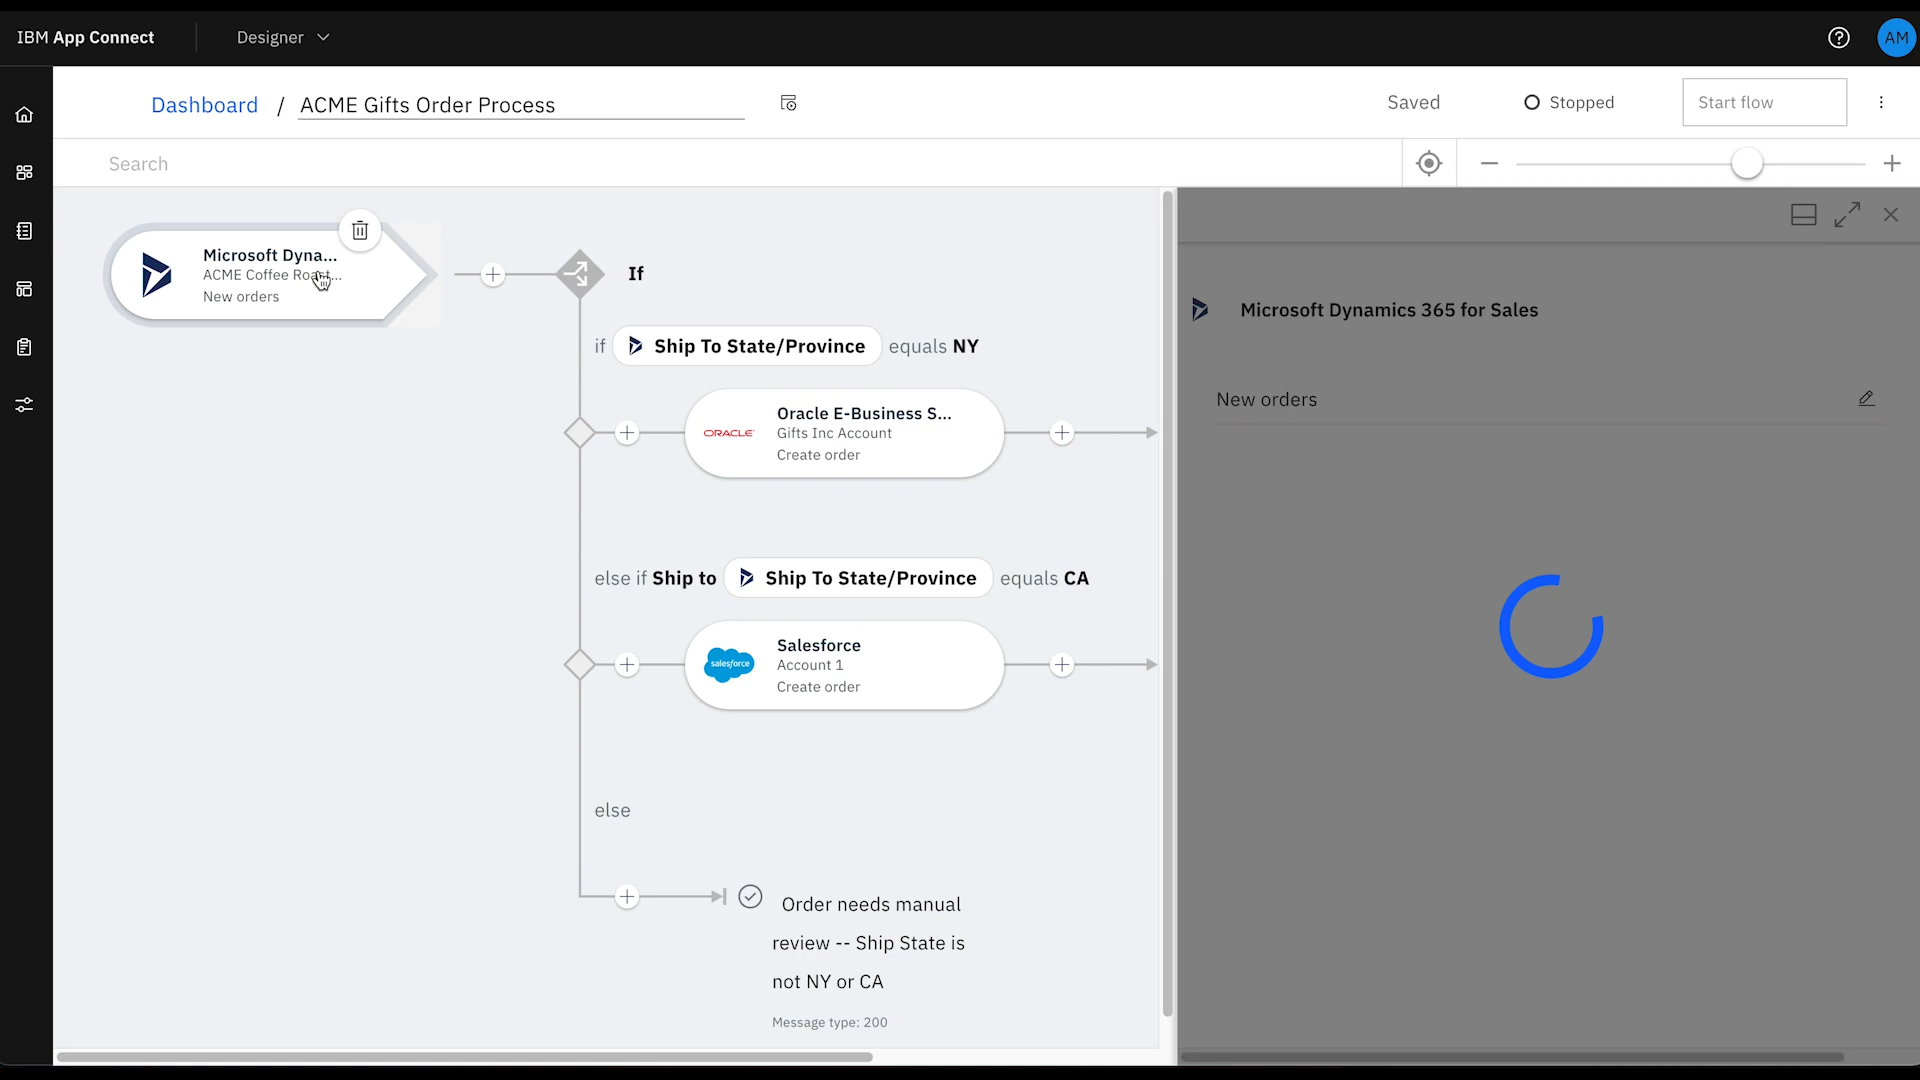 IBM App Connect
Designer
AM
Dashboard / ACME Gifts Order Process
Saved
Stopped
Start flow
Search
Microsoft Dyna...
ACME Coffee Roast...
New orders
If
if Ship To State/Province equals NY
ORACLE
Oracle E-Business S...
Gifts Inc Account
Create order
else if Ship to Ship To State/Province equals CA
salesforce
Salesforce
Account 1
Create order
else
Order needs manual
review -- Ship State is
not NY or CA
Message type: 200
Microsoft Dynamics 365 for Sales
New orders